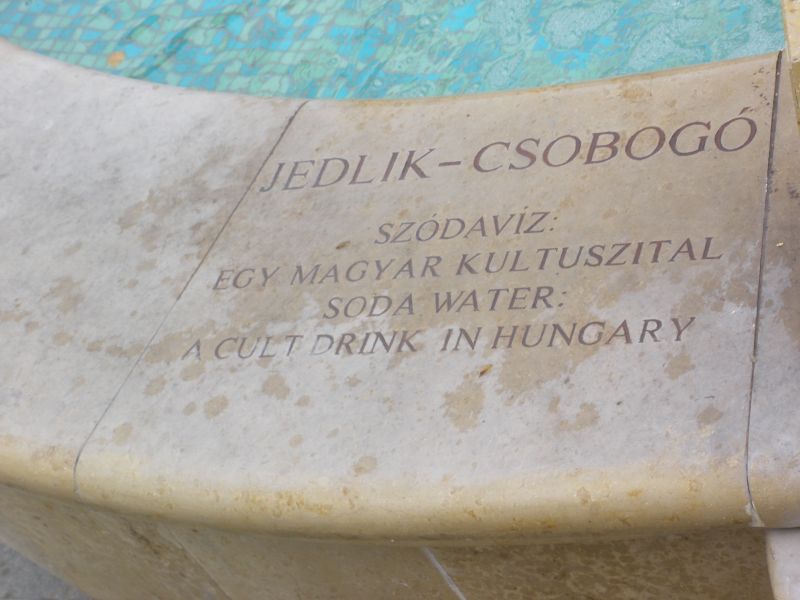 JEDLIK-CSOBOGÓ
SZÓDAVÍZ:
EGY MAGYAR KULTUSZITAL
SODA WATER:
A CULT DRINK IN HUNGARY